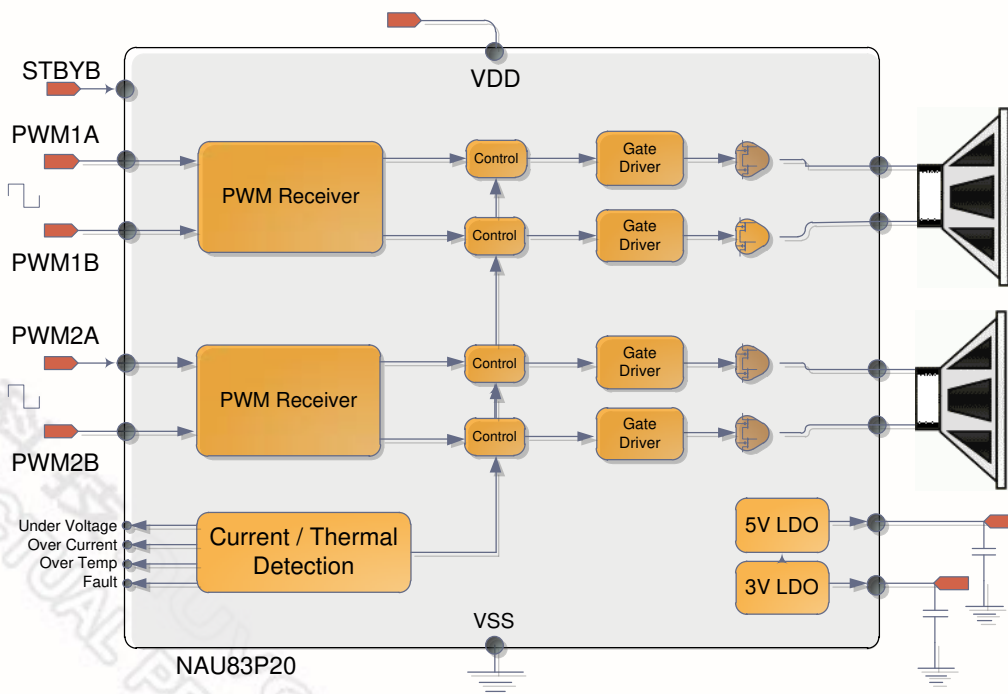 VDD
STBYB
PWM1A
PWM1B
PWM Receiver
Control
Gate
Driver
Control
Gate
Driver
PWM2A
PWM2B
PWM Receiver
Control
Gate
Driver
Control
Gate
Driver
Under Voltage
Over Current
Over Temp
Fault
Current / Thermal
Detection
5V LDO
3V LDO
VSS
NAU83P20